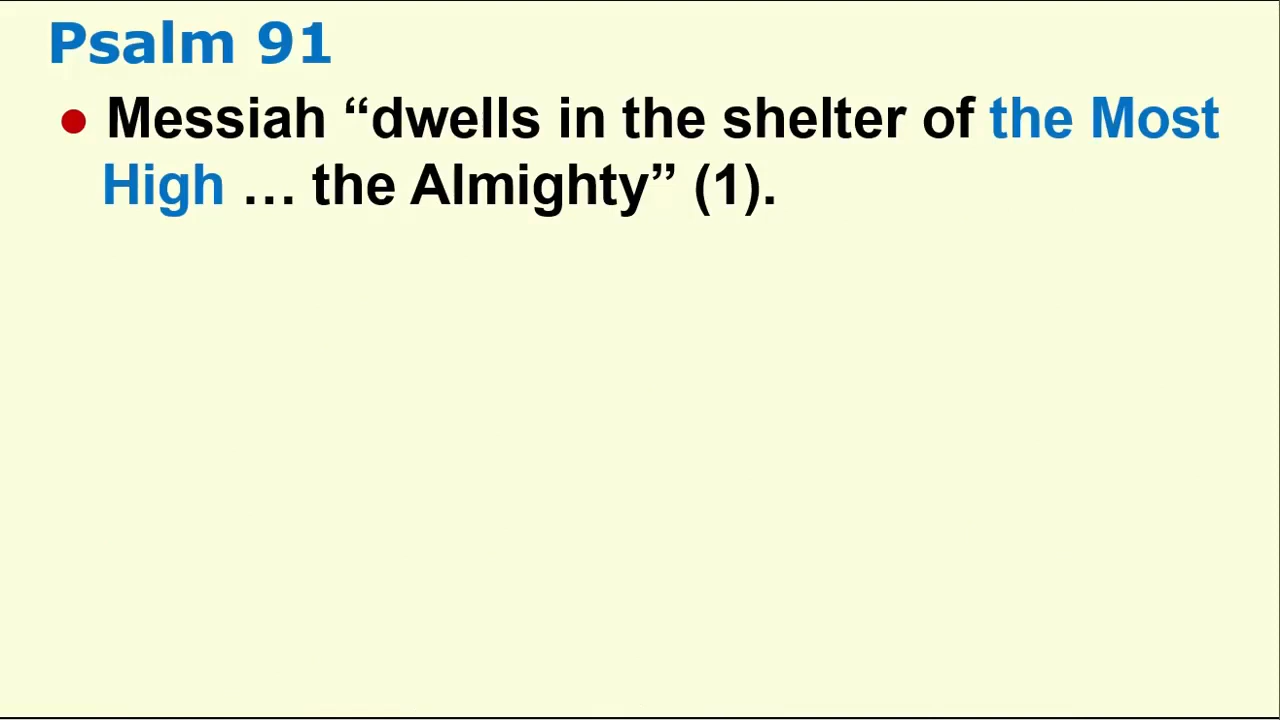 Psalm 91
● Messiah “dwells in the shelter of the Most
High … the Almighty” (1).